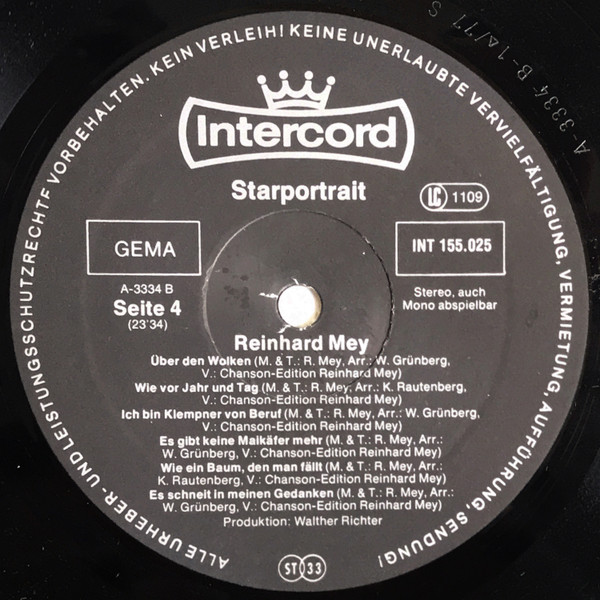 ALLE URHEBER- UND LEISTUNGSSCHUTZRECHTE VORBEHALTEN. KEIN VERLEIH! KEINE UNERLAUBTE VERVIELFÄLTIGUNG, VERMIETUNG, AUFFÜHRUNG, SENDUNG!
A-3334 B-1
Intercord
Starportrait
LC 1109
GEMA
INT 155.025
A-3334 B
Seite 4
(23'34)
Stereo, auch
Mono abspielbar
Reinhard Mey
Über den Wolken (M. & T.: R. Mey, Arr.: W. Grünberg,
V.: Chanson-Edition Reinhard Mey)
Wie vor Jahr und Tag (M. & T.: R. Mey, Arr.: K. Rautenberg,
V.: Chanson-Edition Reinhard Mey)
Ich bin Klempner von Beruf (M. & T.: R. Mey, Arr.: W. Grünberg,
V.: Chanson-Edition Reinhard Mey)
Es gibt keine Maikäfer mehr (M. & T.: R. Mey, Arr.:
W. Grünberg, V.: Chanson-Edition Reinhard Mey)
Wie ein Baum, den man fällt (M. & T.: R. Mey, Arr.:
K. Rautenberg, V.: Chanson-Edition Reinhard Mey)
Es schneit in meinen Gedanken (M. & T.: R. Mey, Arr.:
W. Grünberg, V.: Chanson-Edition Reinhard Mey)
Produktion: Walther Richter
ST 33